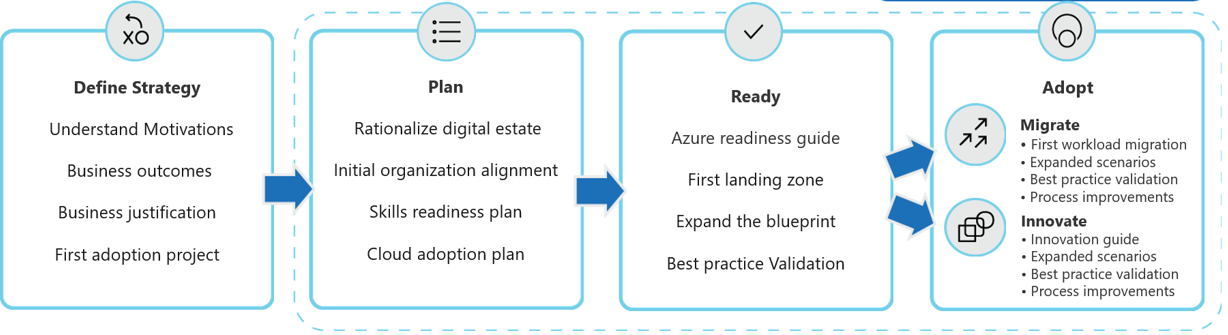 Define Strategy
Understand Motivations
Business outcomes
Business justification
First adoption project
Plan
Rationalize digital estate
Initial organization alignment
Skills readiness plan
Cloud adoption plan
Ready
Azure readiness guide
First landing zone
Expand the blueprint
Best practice Validation
Adopt
Migrate
• First workload migration
• Expanded scenarios
• Best practice validation
• Process improvements
Innovate
• Innovation guide
• Expanded scenarios
• Best practice validation
• Process improvements